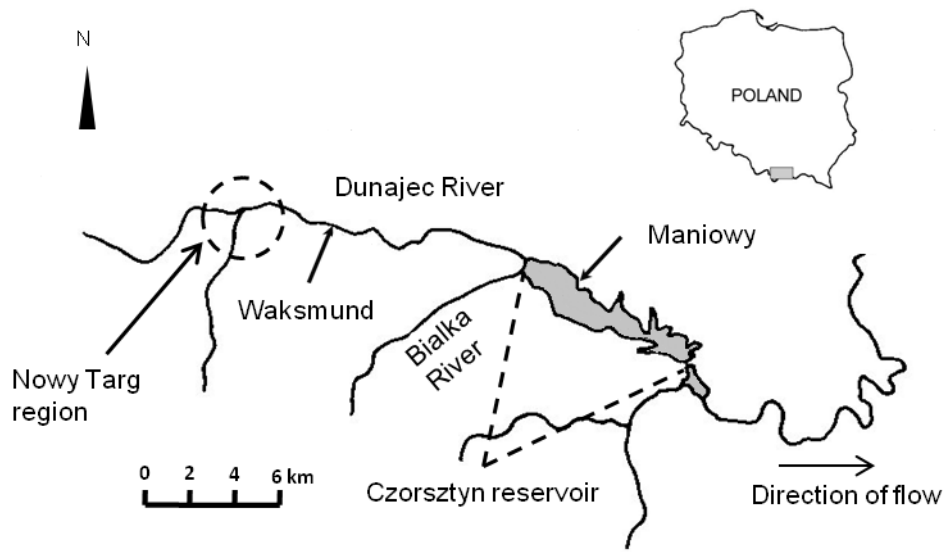 N
POLAND
Dunajec River
Maniowy
Waksmund
Bialka
River
Nowy Targ
region
0 2 4 6 km
Czorsztyn reservoir
Direction of flow